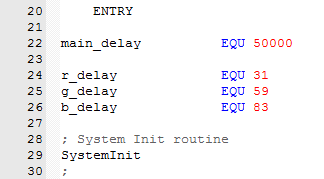 20 ENTRY
21
22 main_delay EQU 50000
23
24 r_delay EQU 31
25 g_delay EQU 59
26 b_delay EQU 83
27
28 ; System Init routine
29 SystemInit
30 ;